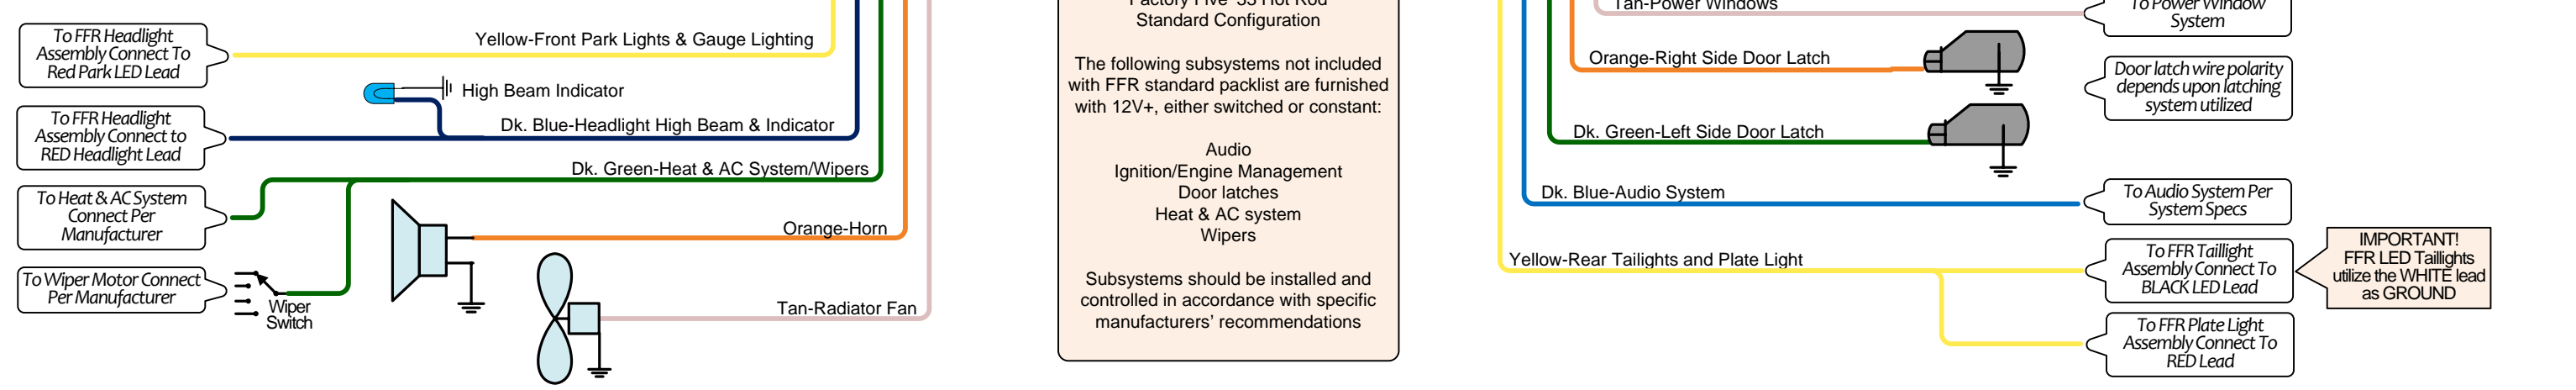 To FFR Headlight
Assembly Connect To
Red Park LED Lead
Yellow-Front Park Lights & Gauge Lighting
High Beam Indicator
To FFR Headlight
Assembly Connect to
RED Headlight Lead
Dk. Blue-Headlight High Beam & Indicator
Dk. Green-Heat & AC System/Wipers
To Heat & AC System
Connect Per
Manufacturer
Orange-Horn
To Wiper Motor Connect
Per Manufacturer
Wiper
Switch
Tan-Radiator Fan
Factory Five '33 Hot Rod
Standard Configuration
The following subsystems not included
with FFR standard packlist are furnished
with 12V+, either switched or constant:
Audio
Ignition/Engine Management
Door latches
Heat & AC system
Wipers
Subsystems should be installed and
controlled in accordance with specific
manufacturers' recommendations
Tan-Power Windows
To Power Window
System
Orange-Right Side Door Latch
Door latch wire polarity
depends upon latching
system utilized
Dk. Green-Left Side Door Latch
Dk. Blue-Audio System
To Audio System Per
System Specs
Yellow-Rear Tailights and Plate Light
To FFR Taillight
Assembly Connect To
BLACK LED Lead
IMPORTANT!
FFR LED Taillights
utilize the WHITE lead
as GROUND
To FFR Plate Light
Assembly Connect To
RED Lead